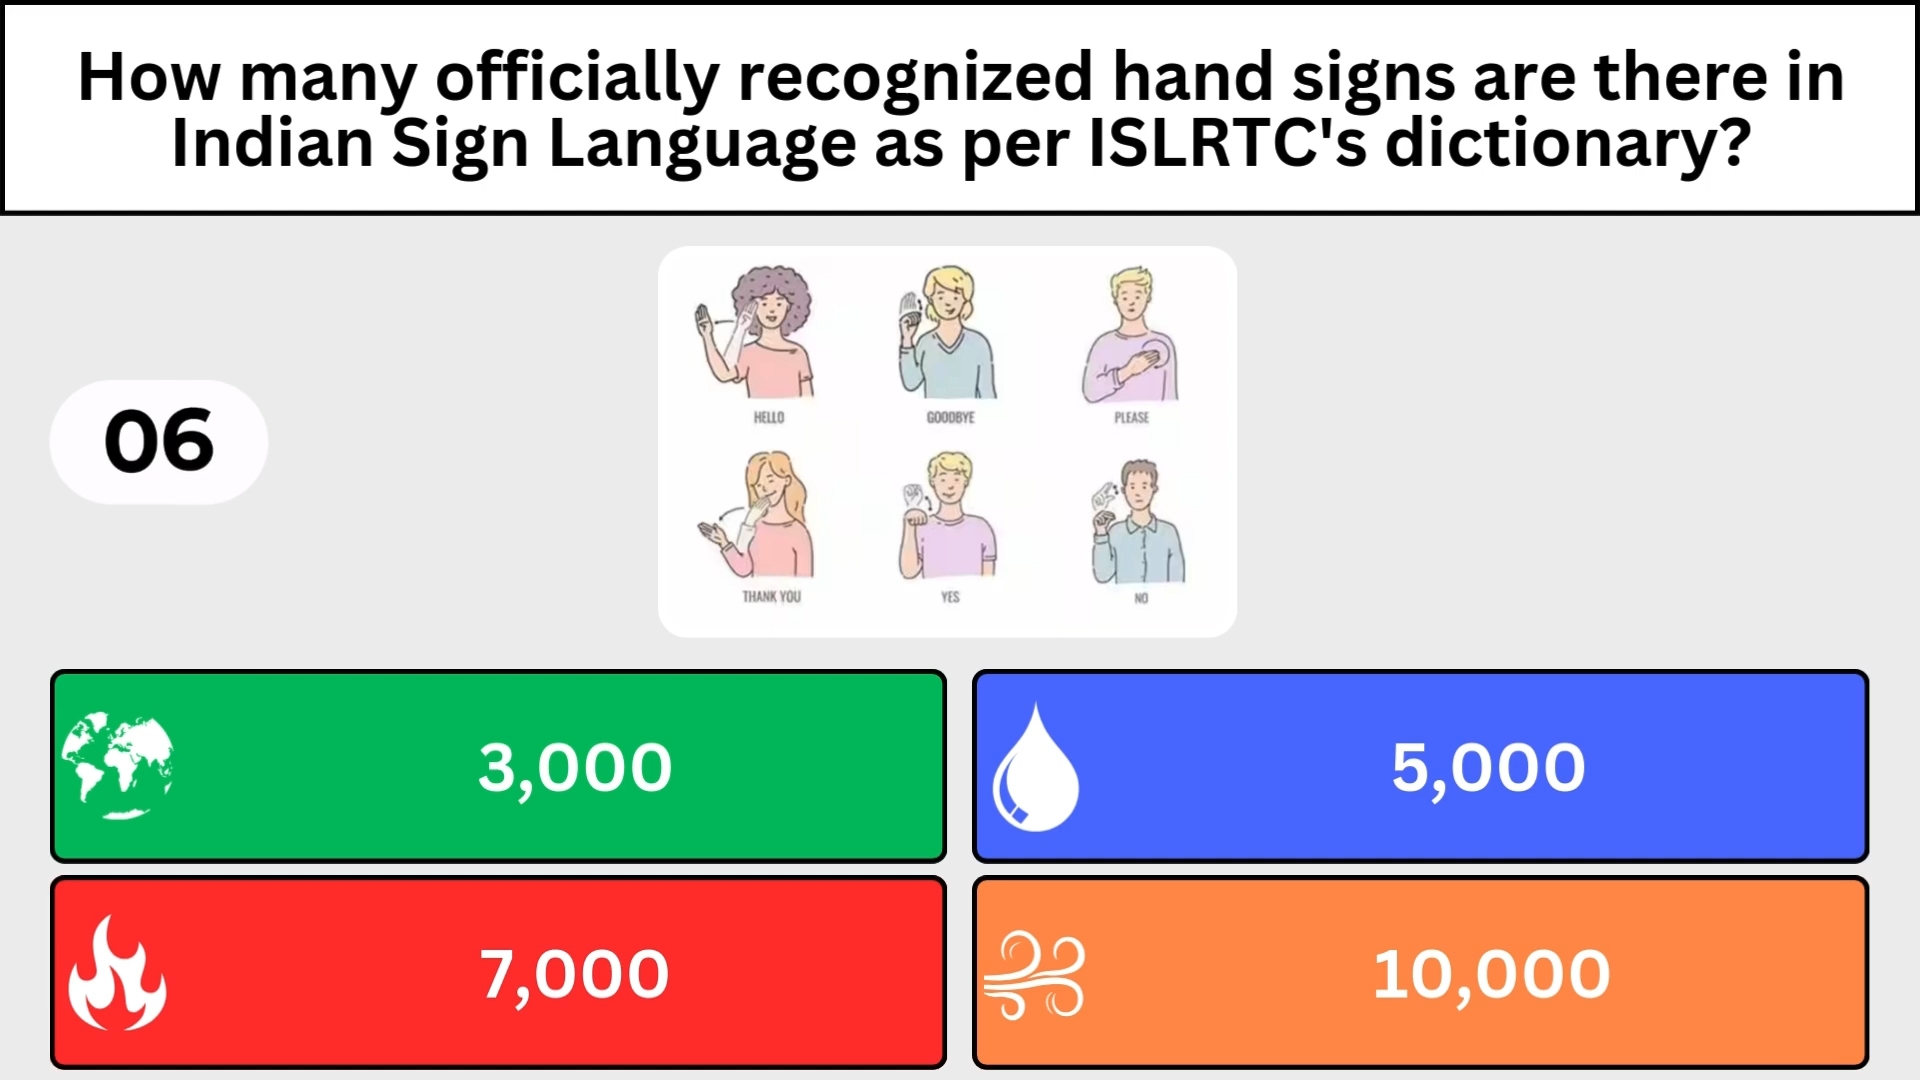 How many officially recognized hand signs are there in
Indian Sign Language as per ISLRTC's dictionary?
06
HELLO
GOODBYE
PLEASE
THANK YOU
YES
NO
3,000
5,000
7,000
10,000